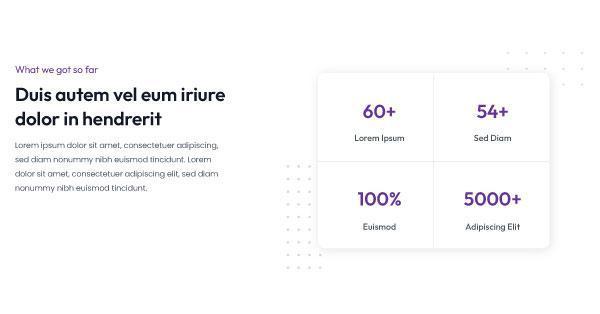 What we got so far
Duis autem vel eum iriure
dolor in hendrerit
Lorem ipsum dolor sit amet, consectetuer adipiscing,
sed diam nonummy nibh euismod tincidunt. Lorem
dolor sit amet, consectetuer adipiscing elit, sed diam
nonummy nibh euismod tincidunt.
60+
Lorem Ipsum
54+
Sed Diam
100%
Euismod
5000+
Adipiscing Elit